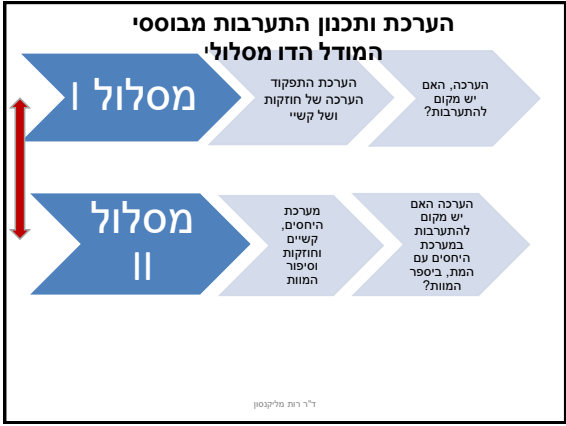 הערכת ותכנון התערבות מבוססי
המודל הדו מסלולי
מסלול I
הערכת התפקוד
הערכה של חוזקות
ושל קשיי
הערכה, האם
יש מקום
להתערבות?
מסלול
II
מערכת
היחסים,
קשיים
וחוזקות
וסיפור
המוות
הערכה האם
יש מקום
להתערבות
במערכת
היחסים עם
המת, ביספר
המוות?
ד"ר רות מליקנסון